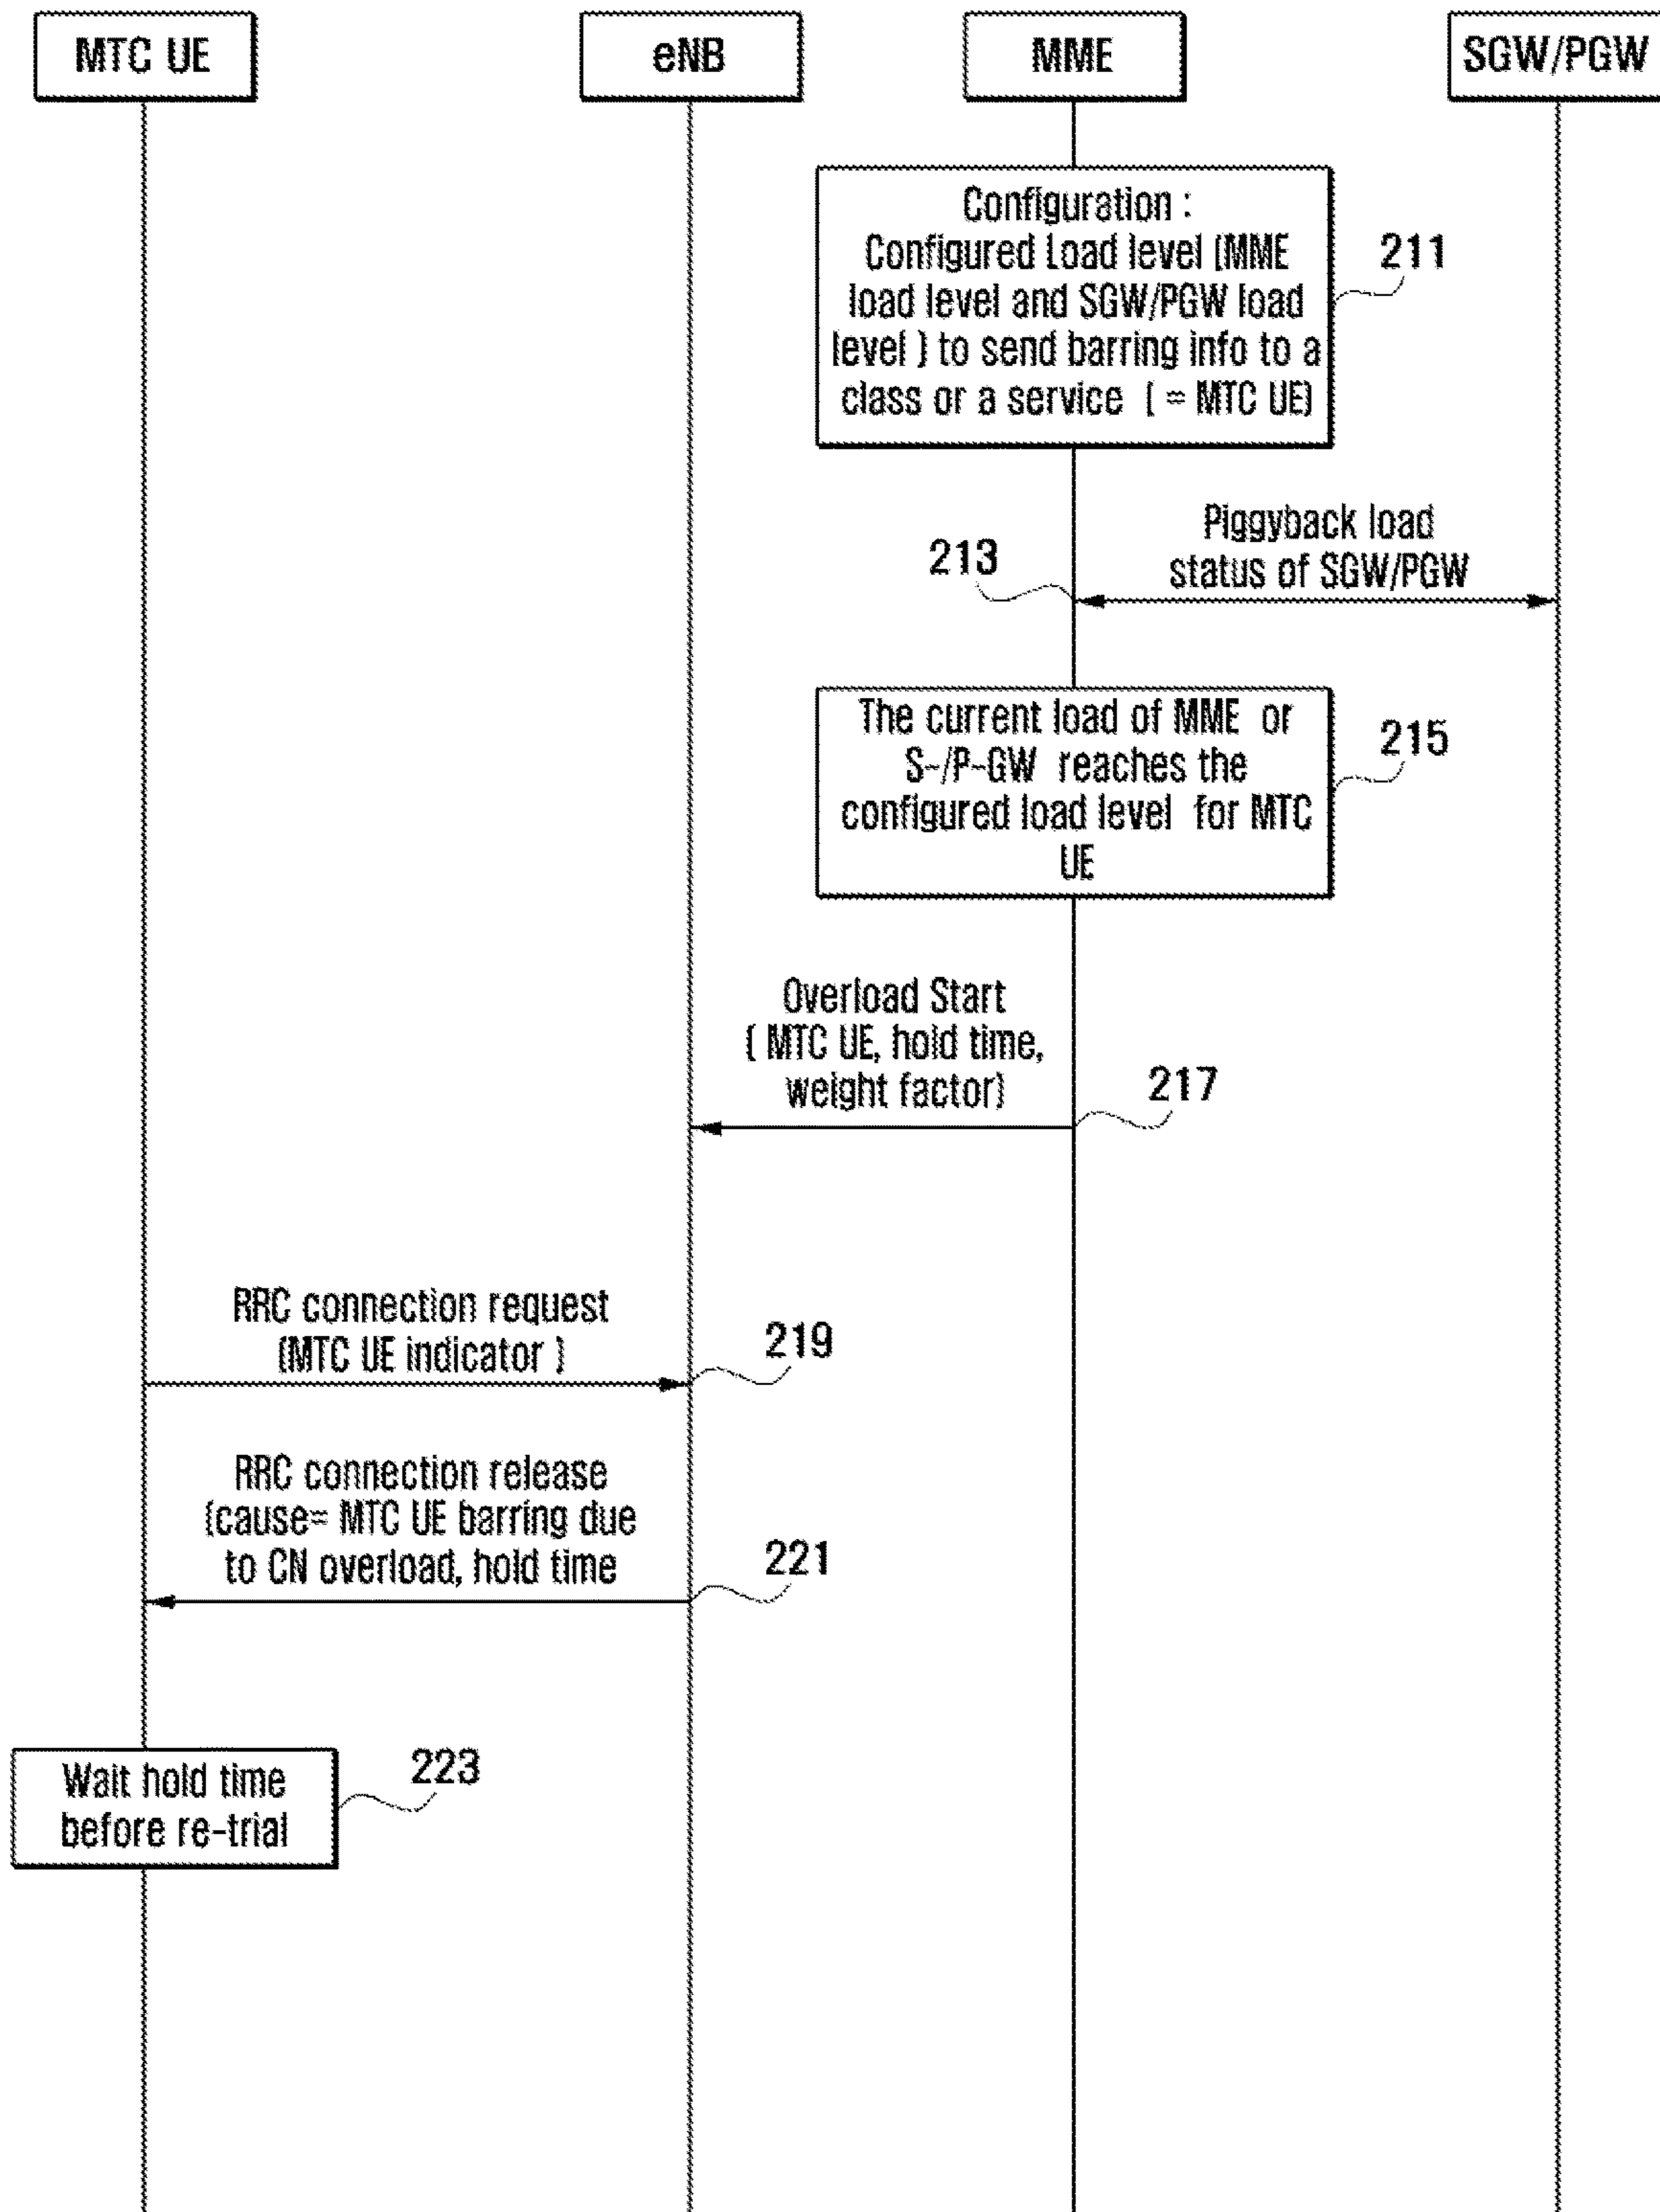 MTC UE
eNB
MME
SGW/PGW
Configuration :
Configured Load level (MME
load level and SGW/PGW load
level ) to send barring info to a
class or a service ( = MTC UE)
211
Piggyback load
status of SGW/PGW
213
The current load of MME or
S-/P-GW reaches the
configured load level for MTC
UE
215
Overload Start
( MTC UE, hold time,
weight factor)
217
RRC connection request
(MTC UE indicator )
219
RRC connection release
(cause= MTC UE barring due
to CN overload, hold time
221
Wait hold time
before re-trial
223